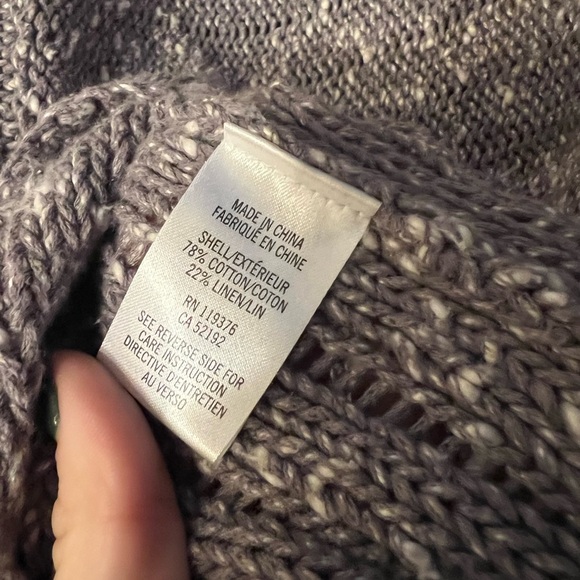 MADE IN CHINA
FABRIQUÉ EN CHINE
SHELL/EXTÉRIEUR
78% COTTON/COTON
22% LINEN/LIN
RN 119376
CA 52192
SEE REVERSE SIDE FOR
CARE INSTRUCTION
DIRECTIVE D'ENTRETIEN
AU VERSO